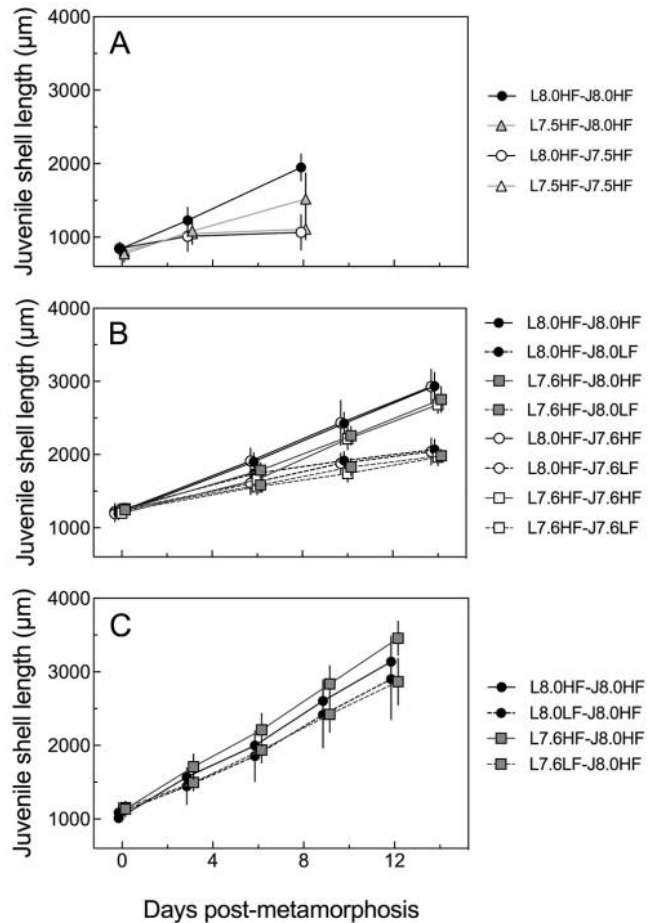 A
Juvenile shell length (μm)
4000
3000
2000
1000
L8.0HF-J8.0HF
L7.5HF-J8.0HF
L8.0HF-J7.5HF
L7.5HF-J7.5HF
B
Juvenile shell length (μm)
4000
3000
2000
1000
L8.0HF-J8.0HF
L8.0HF-J8.0LF
L7.6HF-J8.0HF
L7.6HF-J8.0LF
L8.0HF-J7.6HF
L8.0HF-J7.6LF
L7.6HF-J7.6HF
L7.6HF-J7.6LF
C
Juvenile shell length (μm)
4000
3000
2000
1000
L8.0HF-J8.0HF
L8.0LF-J8.0HF
L7.6HF-J8.0HF
L7.6LF-J8.0HF
0 4 8 12
Days post-metamorphosis